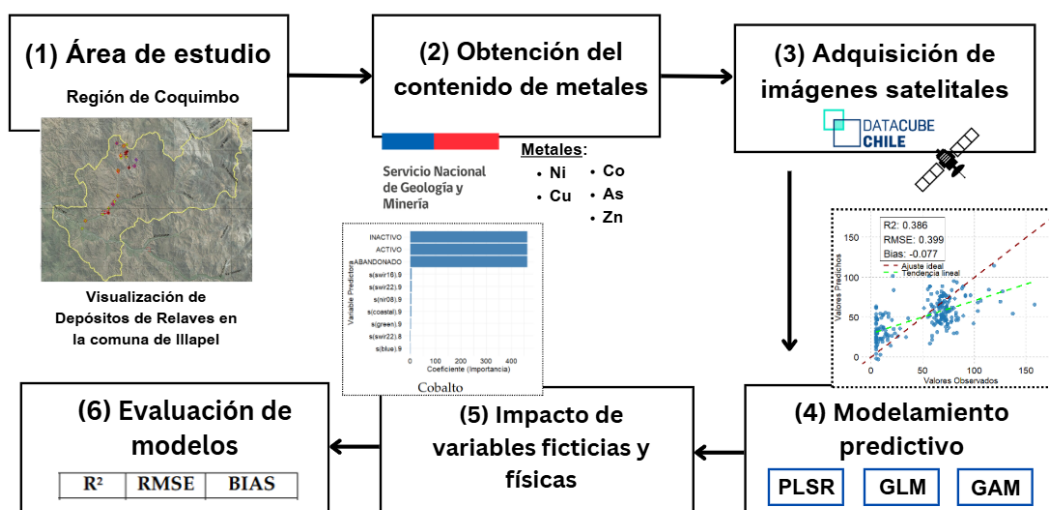 (1) Área de estudio
Región de Coquimbo
Visualización de
Depósitos de Relaves en
la comuna de Illapel
(2) Obtención del
contenido de metales
Servicio Nacional
de Geología y
Minería
Metales:
• Ni
• Cu
• Co
• As
• Zn
(3) Adquisición de
imágenes satelitales
DATACUBE
CHILE
R2: 0.386
RMSE: 0.399
Bias: -0.077
Ajuste ideal
Tendencia lineal
Valores Predichos
150
100
50
0
0
50
100
150
Valores Observados
(4) Modelamiento
predictivo
PLSR
GLM
GAM
Variable Predictora
INACTIVO
ACTIVO
ABANDONADO
s(swir16).9
s(swir22).9
s(nir08).9
s(coastal).9
s(green).9
s(swir22).8
s(blue).9
0
100
200
300
400
Coeficiente (Importancia)
Cobalto
(5) Impacto de
variables ficticias y
físicas
(6) Evaluación de
modelos
R² RMSE BIAS